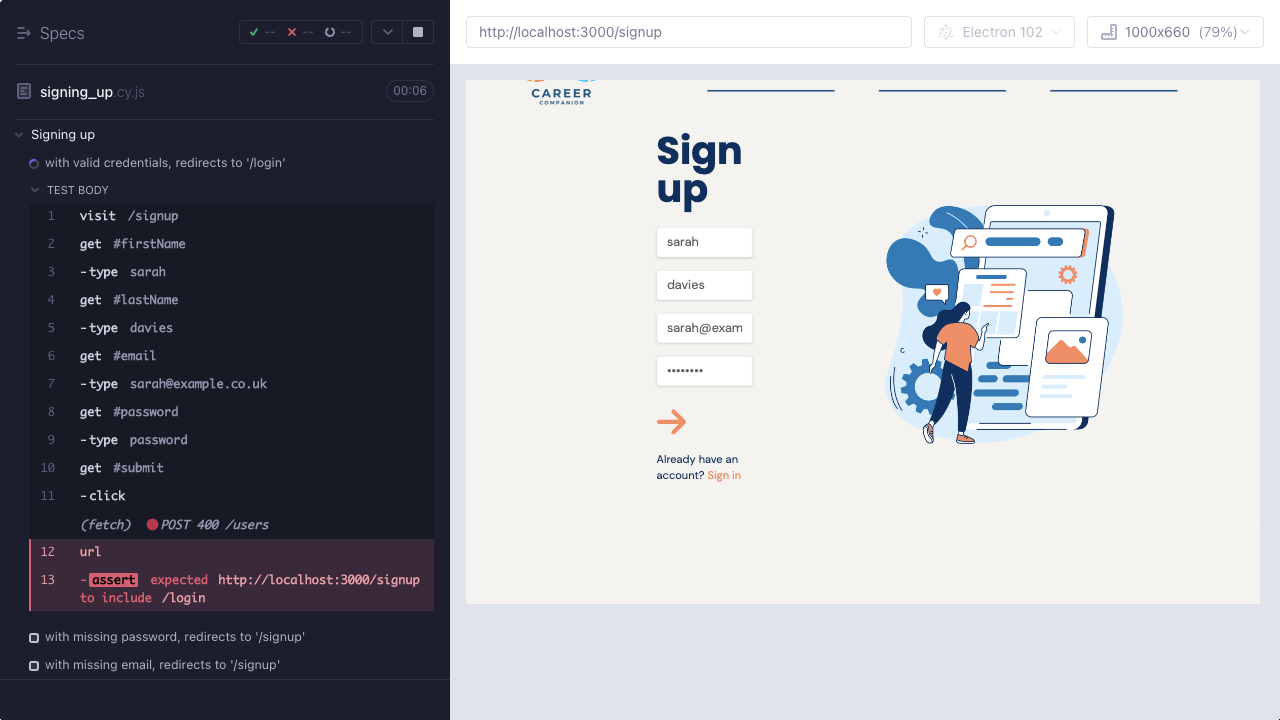 Specs
-- -- --
signing_up.cy.js
00:06
Signing up
with valid credentials, redirects to '/login'
TEST BODY
1 visit /signup
2 get #firstName
3 -type sarah
4 get #lastName
5 -type davies
6 get #email
7 -type sarah@example.co.uk
8 get #password
9 -type password
10 get #submit
11 -click
(fetch) POST 400 /users
12 url
13 -assert expected http://localhost:3000/signup
to include /login
with missing password, redirects to '/signup'
with missing email, redirects to '/signup'
http://localhost:3000/signup
Electron 102
1000x660 (79%)
CAREER
COMPANION
Sign
up
sarah
davies
sarah@exam
••••••••
Already have an
account? Sign in